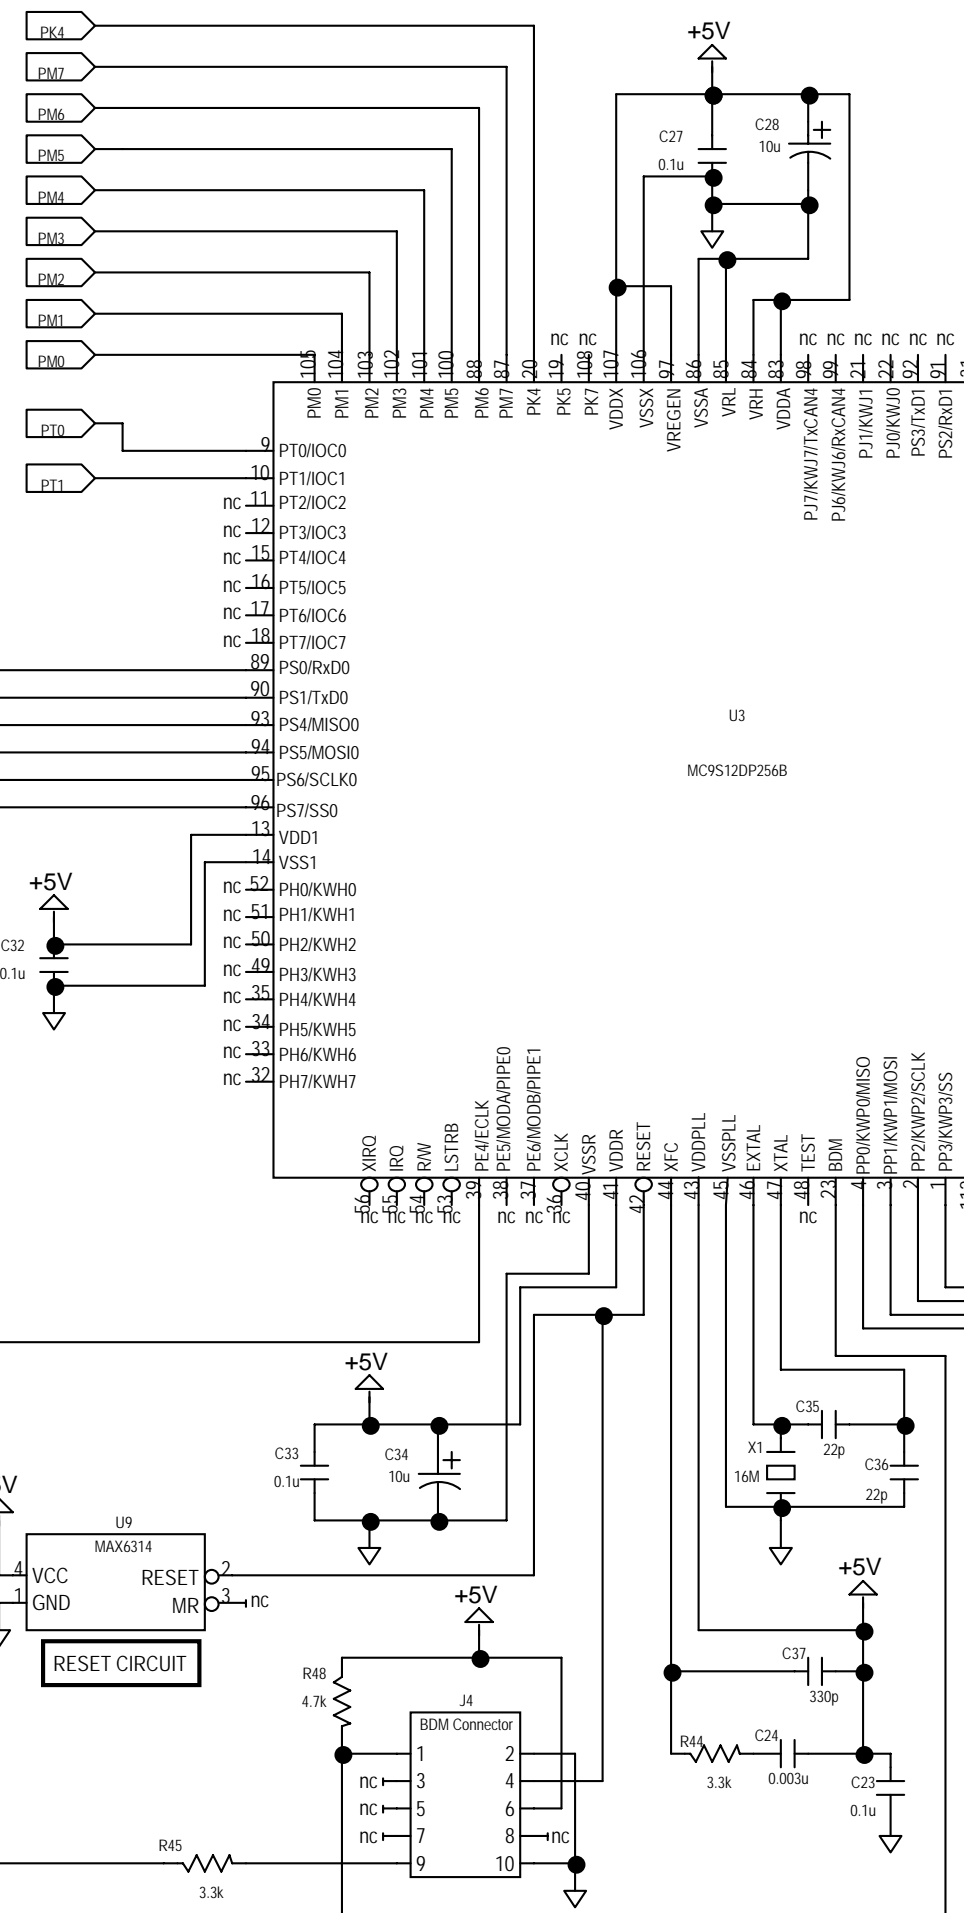 PK4
PM7
PM6
PM5
PM4
PM3
PM2
PM1
PM0
PT0
PT1
+5V
C27
0.1u
C28
10u
+
nc nc
nc nc nc nc nc nc
105 104 103 102 101 100 88 87 20 19 108 107 106 97 86 85 84 83 98 99 21 22 92 91
PM0
PM1
PM2
PM3
PM4
PM5
PM6
PM7
PK4
PK5
PK7
VDDX
VSSX
VREGEN
VSSA
VRL
VRH
VDDA
PJ7/KWJ7/TxCAN4
PJ6/KWJ6/RxCAN4
PJ1/KWJ1
PJ0/KWJ0
PS3/TxD1
PS2/RxD1
9 PT0/IOC0
10 PT1/IOC1
nc 11 PT2/IOC2
nc 12 PT3/IOC3
nc 15 PT4/IOC4
nc 16 PT5/IOC5
nc 17 PT6/IOC6
nc 18 PT7/IOC7
89 PS0/RxD0
90 PS1/TxD0
93 PS4/MISO0
94 PS5/MOSI0
95 PS6/SCLK0
96 PS7/SS0
13 VDD1
14 VSS1
nc 52 PH0/KWH0
nc 51 PH1/KWH1
nc 50 PH2/KWH2
nc 49 PH3/KWH3
nc 35 PH4/KWH4
nc 34 PH5/KWH5
nc 33 PH6/KWH6
nc 32 PH7/KWH7
U3
MC9S12DP256B
+5V
C32
0.1u
XIRQ
IRQ
R/W
LSTRB
PE4/ECLK
PE5/MODA/PIPE0
PE6/MODB/PIPE1
XCLK
VSSR
VDDR
RESET
XFC
VDDPLL
VSSPLL
EXTAL
XTAL
TEST
BDM
PP0/KWP0/MISO
PP1/KWP1/MOSI
PP2/KWP2/SCLK
PP3/KWP3/SS
56 55 54 53 39 38 37 36 40 41 42 44 43 45 46 47 48 23 4 3 2 1
nc nc nc nc nc nc nc nc
+5V
C33
0.1u
C34
10u
+
C35
22p
X1
16M
C36
22p
U9
MAX6314
4 VCC
1 GND
RESET 2
MR 3 nc
RESET CIRCUIT
+5V
R48
4.7k
J4
BDM Connector
1 2
nc 3 4
nc 5 6
nc 7 8 nc
9 10
R45
3.3k
+5V
C37
330p
R44
3.3k
C24
0.003u
C23
0.1u